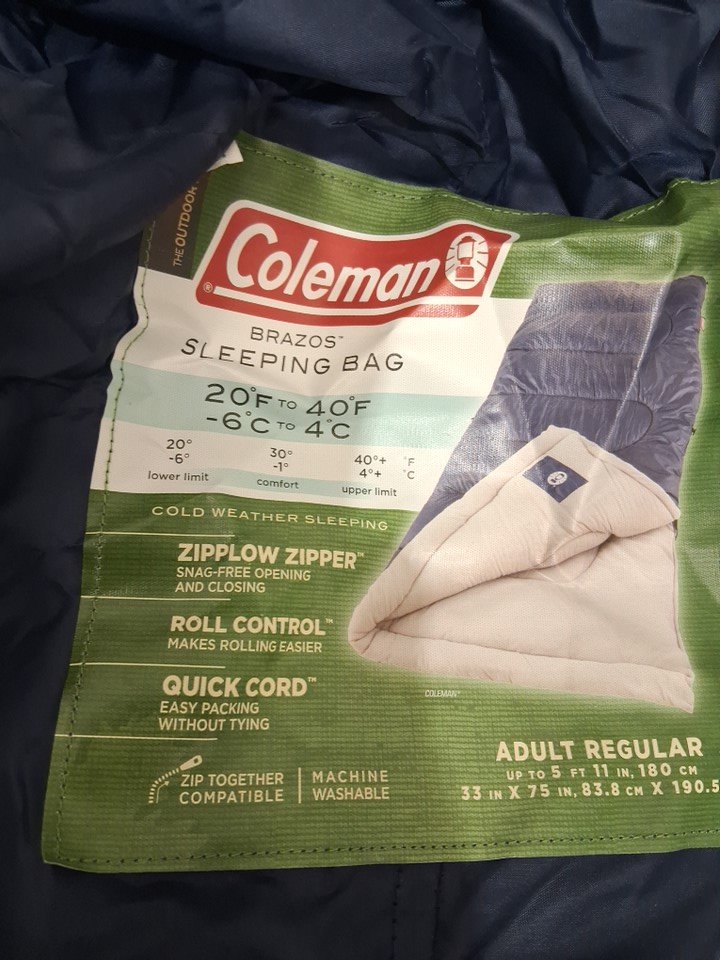 THE OUTDOOR
Coleman
®
BRAZOS™
SLEEPING BAG
20°F TO 40°F
-6°C TO 4°C
20° 30° 40°+ °F
-6° -1° 4°+ °C
lower limit comfort upper limit
COLD WEATHER SLEEPING
ZIPPLOW ZIPPER™
SNAG-FREE OPENING
AND CLOSING
ROLL CONTROL™
MAKES ROLLING EASIER
QUICK CORD™
EASY PACKING
WITHOUT TYING
COLEMAN™
ZIP TOGETHER
COMPATIBLE
MACHINE
WASHABLE
ADULT REGULAR
UP TO 5 FT 11 IN, 180 CM
33 IN X 75 IN, 83.8 CM X 190.5